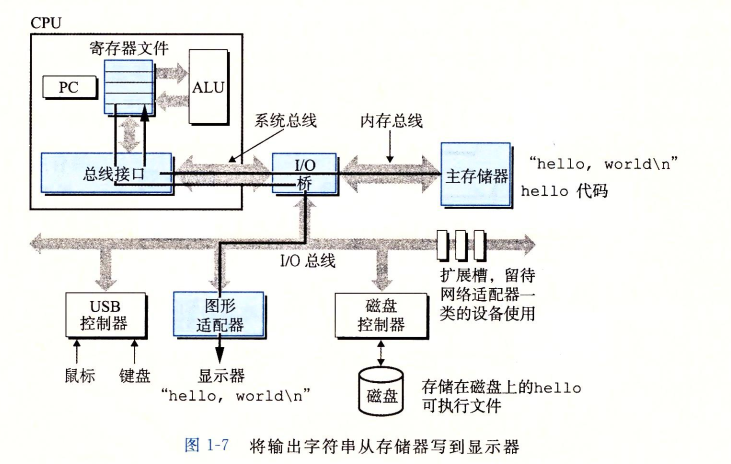 CPU
寄存器文件
PC
ALU
系统总线
内存总线
总线接口
I/O
桥
主存储器
“hello, world\n”
hello 代码
I/O 总线
扩展槽，留待
网络适配器一
类的设备使用
USB
控制器
图形
适配器
磁盘
控制器
鼠标
键盘
显示器
“hello, world\n”
磁盘
存储在磁盘上的hello
可执行文件
图 1-7 将输出字符串从存储器写到显示器